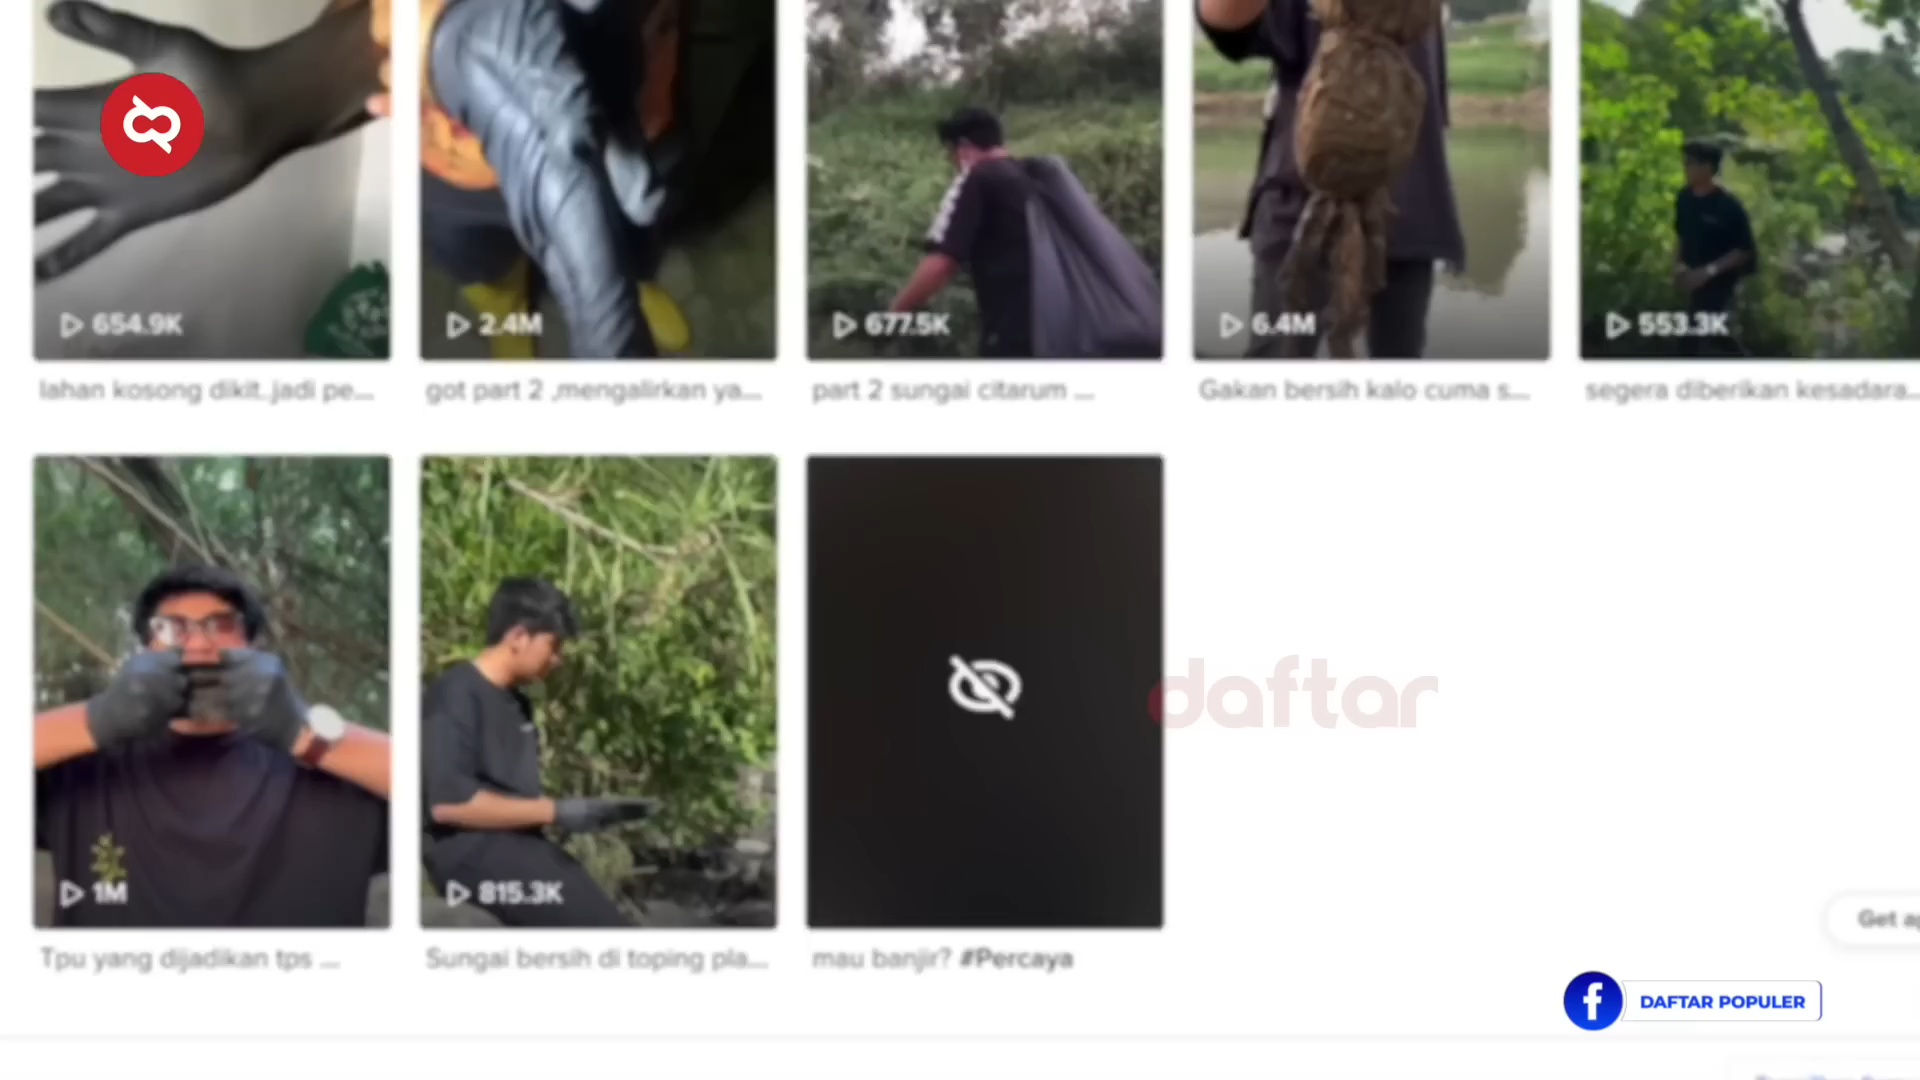 654.9K
2.4M
677.5K
6.4M
553.3K
lahan kosong dikit..jadi pe...
got part 2 ,mengalirkan ya...
part 2 sungai citarum ...
Gakan bersih kalo cuma s...
segera diberikan kesadara...
1M
815.3K
daftar
Tpu yang dijadikan tps ...
Sungai bersih di toping pla...
mau banjir? #Percaya
Get
DAFTAR POPULER